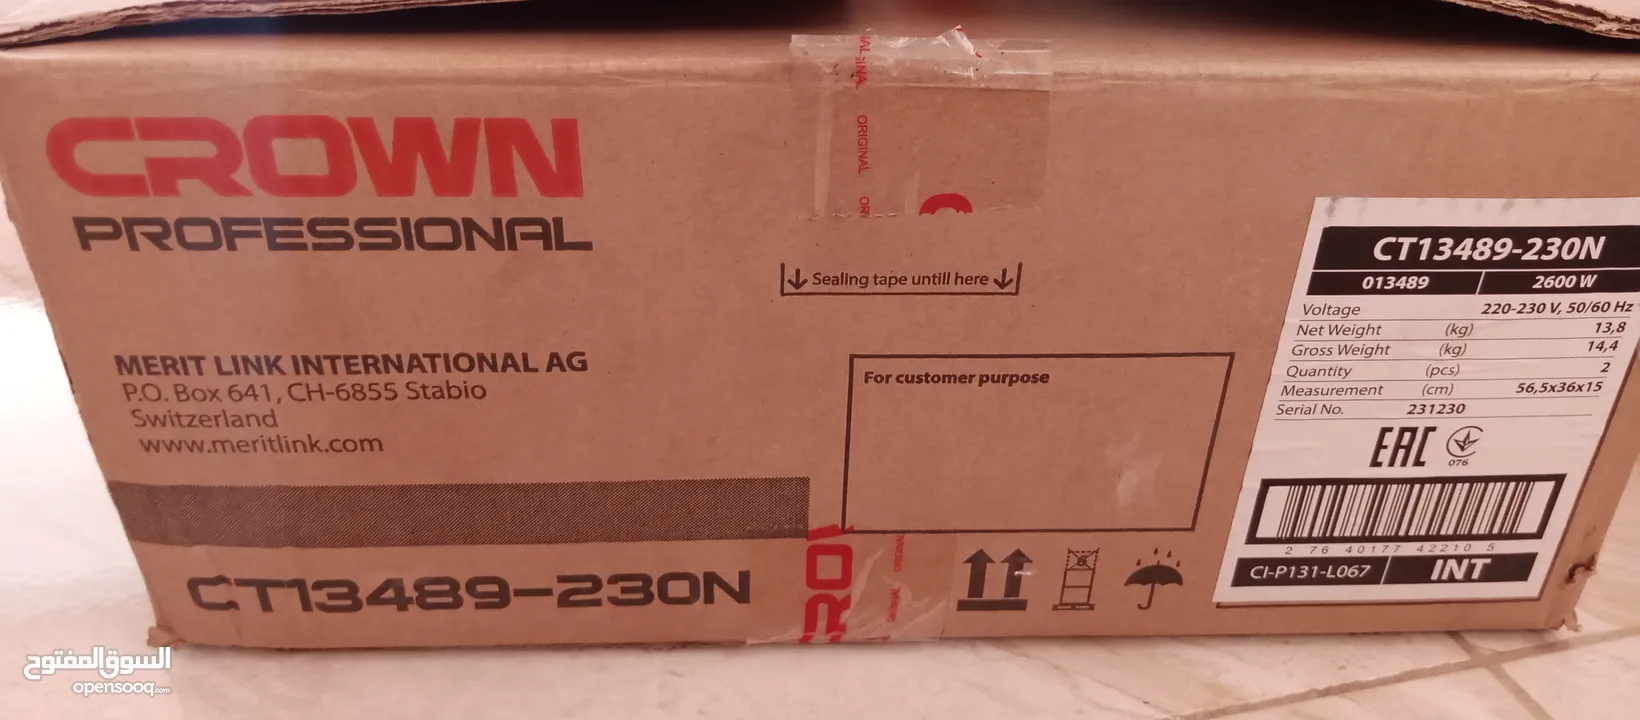 CROWN
PROFESSIONAL
MERIT LINK INTERNATIONAL AG
P.O. Box 641, CH-6855 Stabio
Switzerland
www.meritlink.com
CT13489-230N
ORIGINAL
Sealing tape untill here
For customer purpose
CT13489-230N
013489 2600 W
Voltage 220-230 V, 50/60 Hz
Net Weight (kg) 13,8
Gross Weight (kg) 14,4
Quantity (pcs) 2
Measurement (cm) 56,5x36x15
Serial No. 231230
EAC
076
2 76 40177 42210 5
CI-P131-L067 INT
السوق المفتوح
opensooq.com